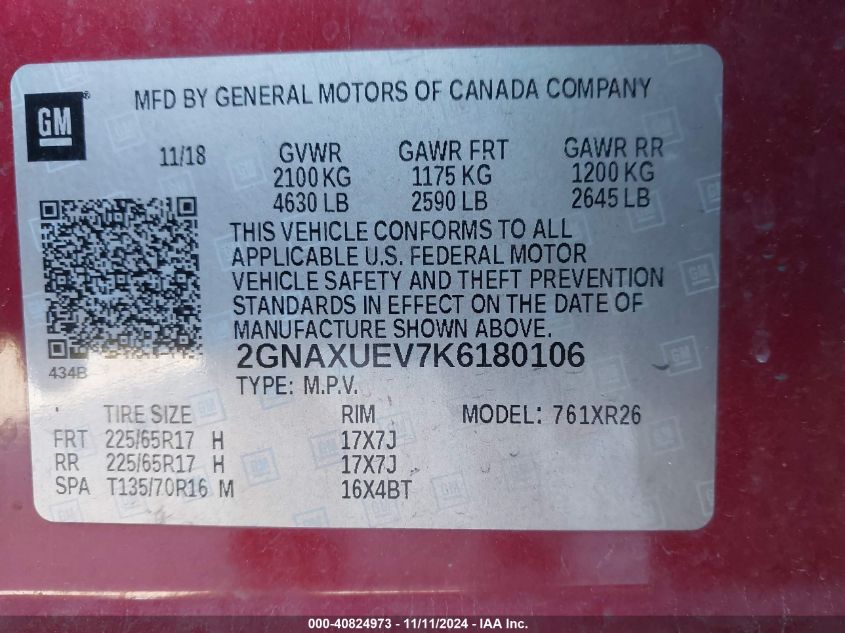 MFD BY GENERAL MOTORS OF CANADA COMPANY
GM
11/18 GVWR GAWR FRT GAWR RR
2100 KG 1175 KG 1200 KG
4630 LB 2590 LB 2645 LB
THIS VEHICLE CONFORMS TO ALL
APPLICABLE U.S. FEDERAL MOTOR
VEHICLE SAFETY AND THEFT PREVENTION
STANDARDS IN EFFECT ON THE DATE OF
MANUFACTURE SHOWN ABOVE.
434B
2GNAXUEV7K6180106
TYPE: M.P.V.
TIRE SIZE RIM MODEL: 761XR26
FRT 225/65R17 H 17X7J
RR 225/65R17 H 17X7J
SPA T135/70R16 M 16X4BT
000-40824973 - 11/11/2024 - IAA Inc.